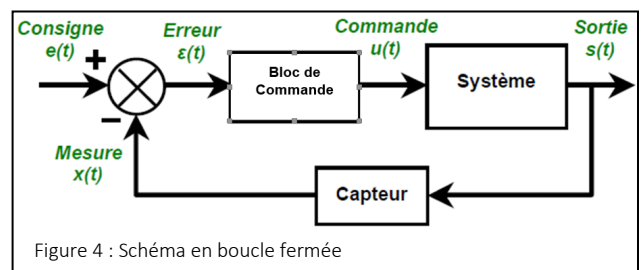 Consigne
e(t)
Erreur
ε(t)
Commande
u(t)
Sortie
s(t)
+
−
Bloc de
Commande
Système
Mesure
x(t)
Capteur
Figure 4 : Schéma en boucle fermée